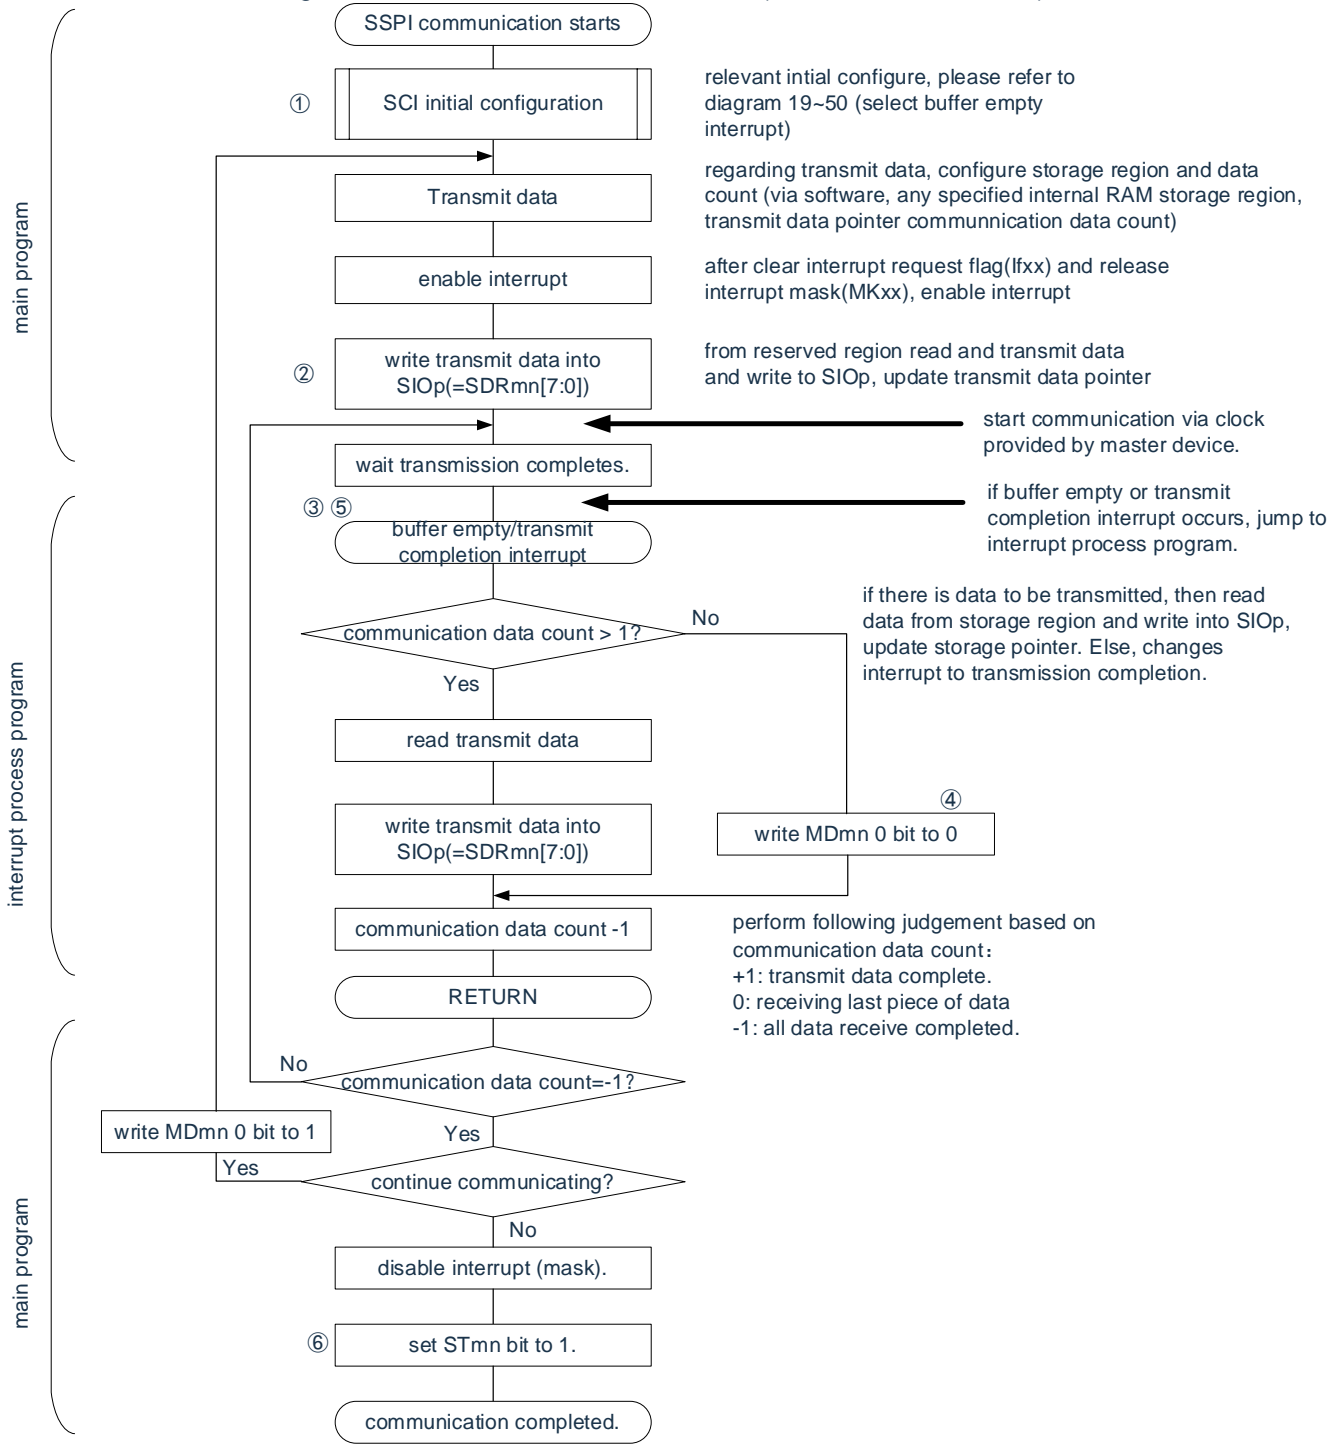 SSPI communication starts
①
SCI initial configuration
relevant intial configure, please refer to
diagram 19~50 (select buffer empty
interrupt)
main program
Transmit data
regarding transmit data, configure storage region and data
count (via software, any specified internal RAM storage region,
transmit data pointer communnication data count)
enable interrupt
after clear interrupt request flag(Ifxx) and release
interrupt mask(MKxx), enable interrupt
②
write transmit data into
SIOp(=SDRmn[7:0])
from reserved region read and transmit data
and write to SIOp, update transmit data pointer
start communication via clock
provided by master device.
wait transmission completes.
③ ⑤
buffer empty/transmit
completion interrupt
if buffer empty or transmit
completion interrupt occurs, jump to
interrupt process program.
interrupt process program
communication data count > 1?
No
Yes
if there is data to be transmitted, then read
data from storage region and write into SIOp,
update storage pointer. Else, changes
interrupt to transmission completion.
read transmit data
write transmit data into
SIOp(=SDRmn[7:0])
④
write MDmn 0 bit to 0
communication data count -1
perform following judgement based on
communication data count：
+1: transmit data complete.
0: receiving last piece of data
-1: all data receive completed.
RETURN
main program
No
communication data count=-1?
Yes
write MDmn 0 bit to 1
Yes
continue communicating?
No
disable interrupt (mask).
⑥
set STmn bit to 1.
communication completed.